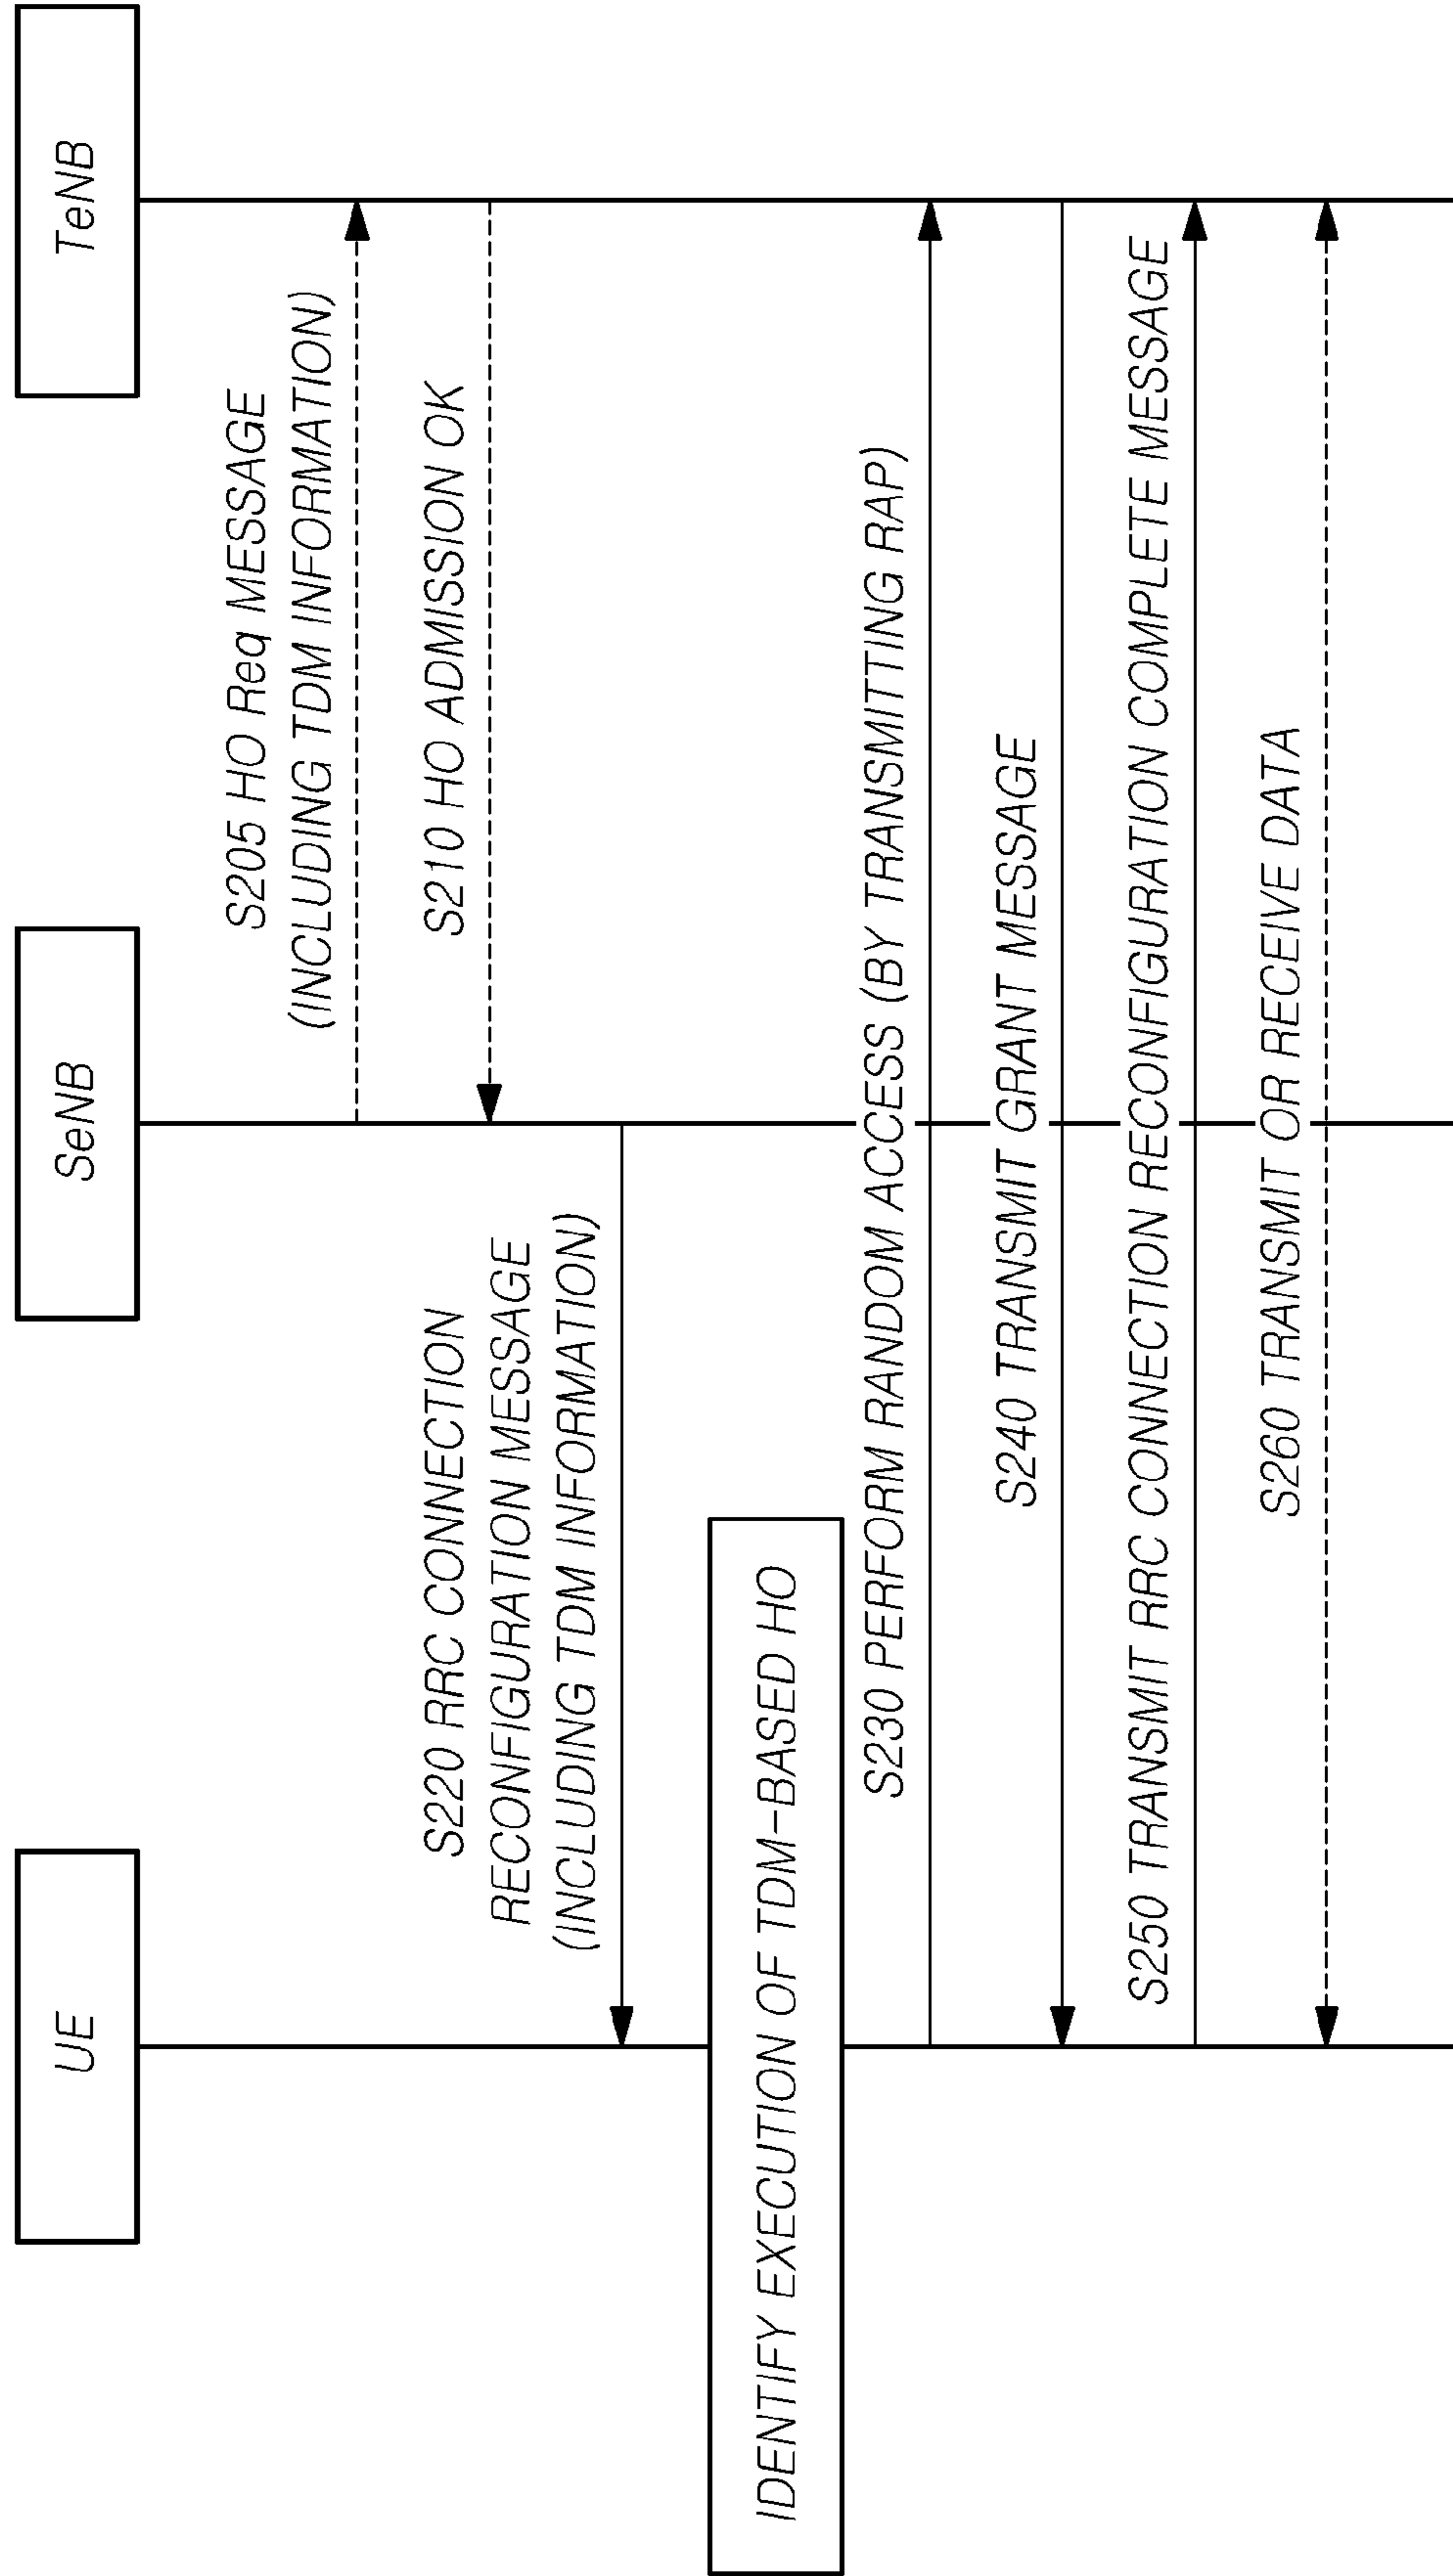 UE
SeNB
TeNB
S205 HO Req MESSAGE
(INCLUDING TDM INFORMATION)
S210 HO ADMISSION OK
S220 RRC CONNECTION
RECONFIGURATION MESSAGE
(INCLUDING TDM INFORMATION)
IDENTIFY EXECUTION OF TDM-BASED HO
S230 PERFORM RANDOM ACCESS (BY TRANSMITTING RAP)
S240 TRANSMIT GRANT MESSAGE
S250 TRANSMIT RRC CONNECTION RECONFIGURATION COMPLETE MESSAGE
S260 TRANSMIT OR RECEIVE DATA